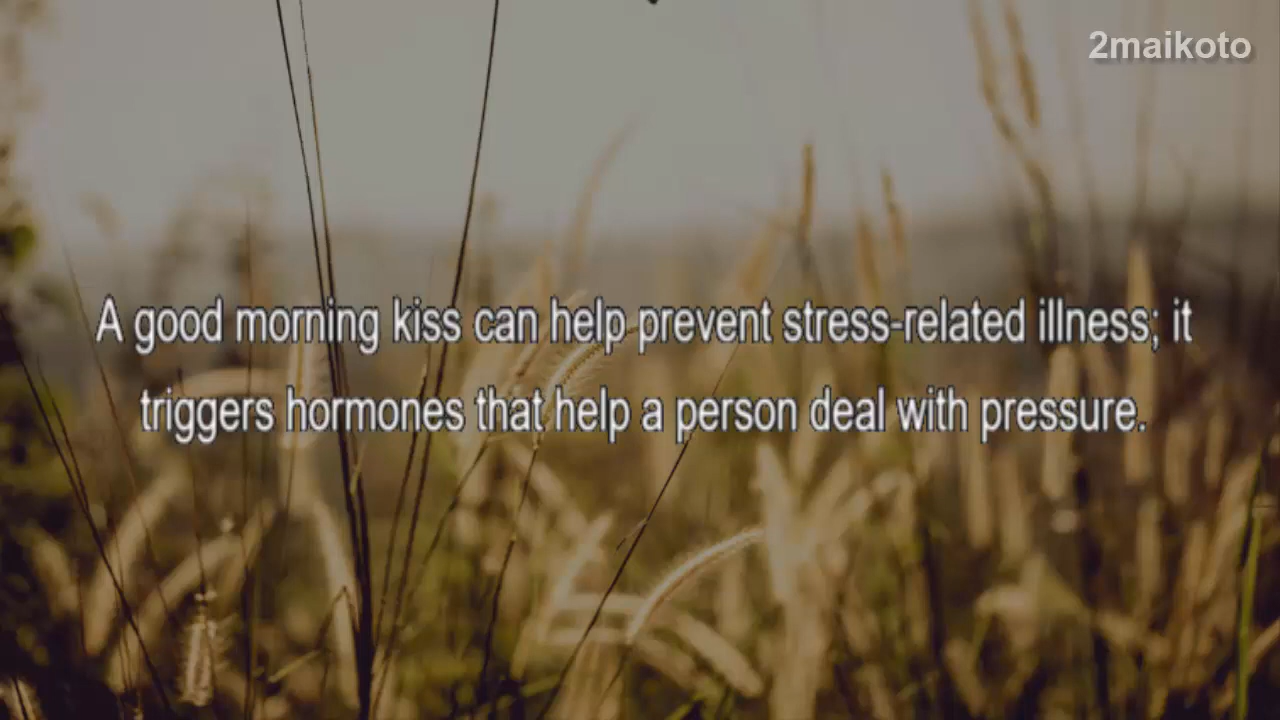 2maikoto
A good morning kiss can help prevent stress-related illness; it
triggers hormones that help a person deal with pressure.